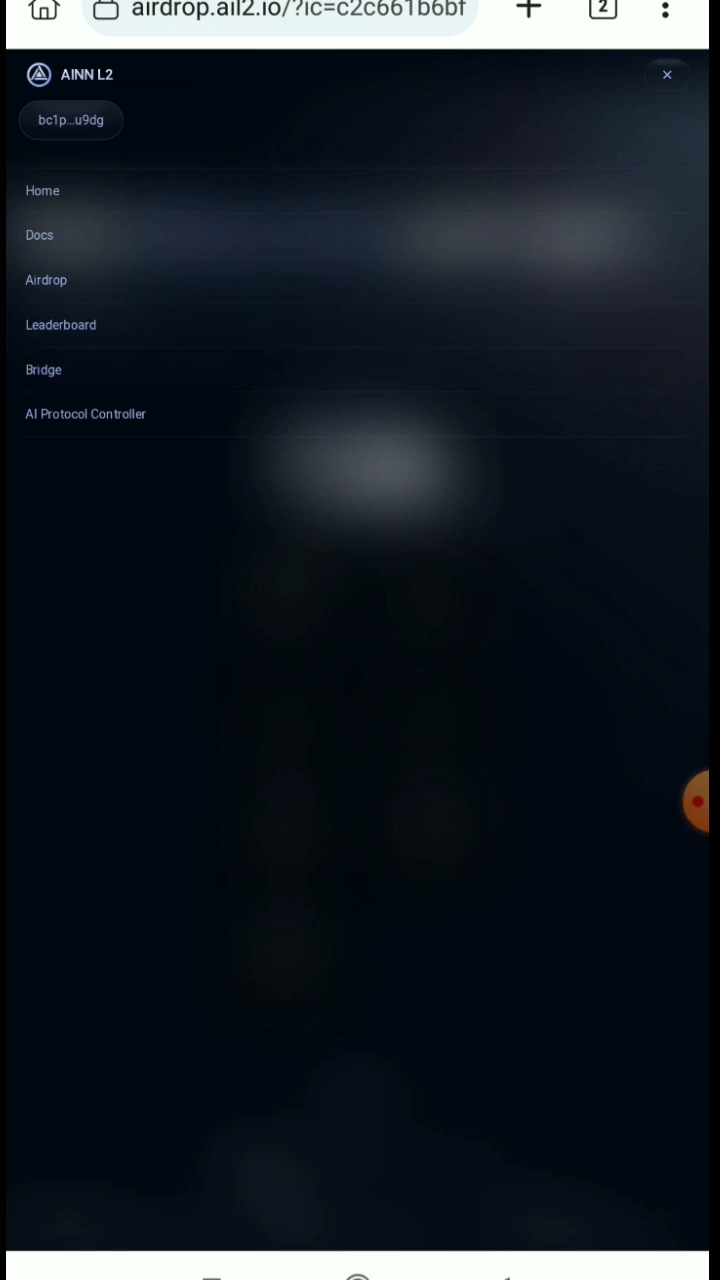 airdrop.ail2.io/?ic=c2c661b6bf
2
AINN L2
bc1p...u9dg
Home
Docs
Airdrop
Leaderboard
Bridge
AI Protocol Controller